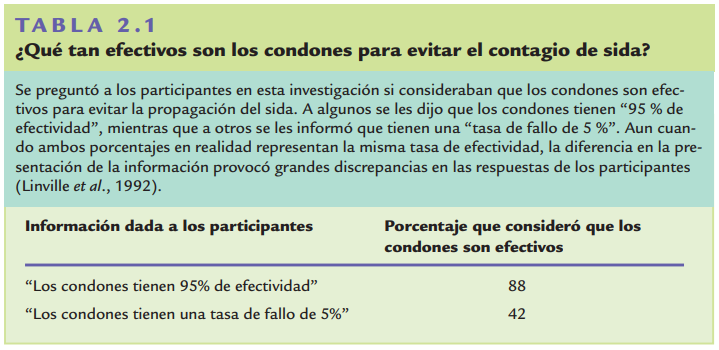 TABLA 2.1
¿Qué tan efectivos son los condones para evitar el contagio de sida?
Se preguntó a los participantes en esta investigación si consideraban que los condones son efec-
tivos para evitar la propagación del sida. A algunos se les dijo que los condones tienen “95 % de
efectividad”, mientras que a otros se les informó que tienen una “tasa de fallo de 5 %”. Aun cuan-
do ambos porcentajes en realidad representan la misma tasa de efectividad, la diferencia en la pre-
sentación de la información provocó grandes discrepancias en las respuestas de los participantes
(Linville et al., 1992).
Información dada a los participantes Porcentaje que consideró que los
condones son efectivos
“Los condones tienen 95% de efectividad” 88
“Los condones tienen una tasa de fallo de 5%” 42